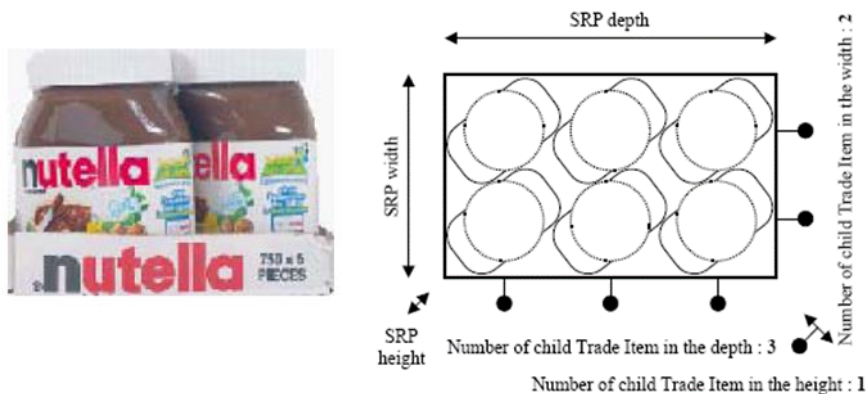 nutella
ella
nutella
750 x 6
PIECES
SRP depth
SRP width
SRP
height
Number of child Trade Item in the width : 2
Number of child Trade Item in the depth : 3
Number of child Trade Item in the height : 1